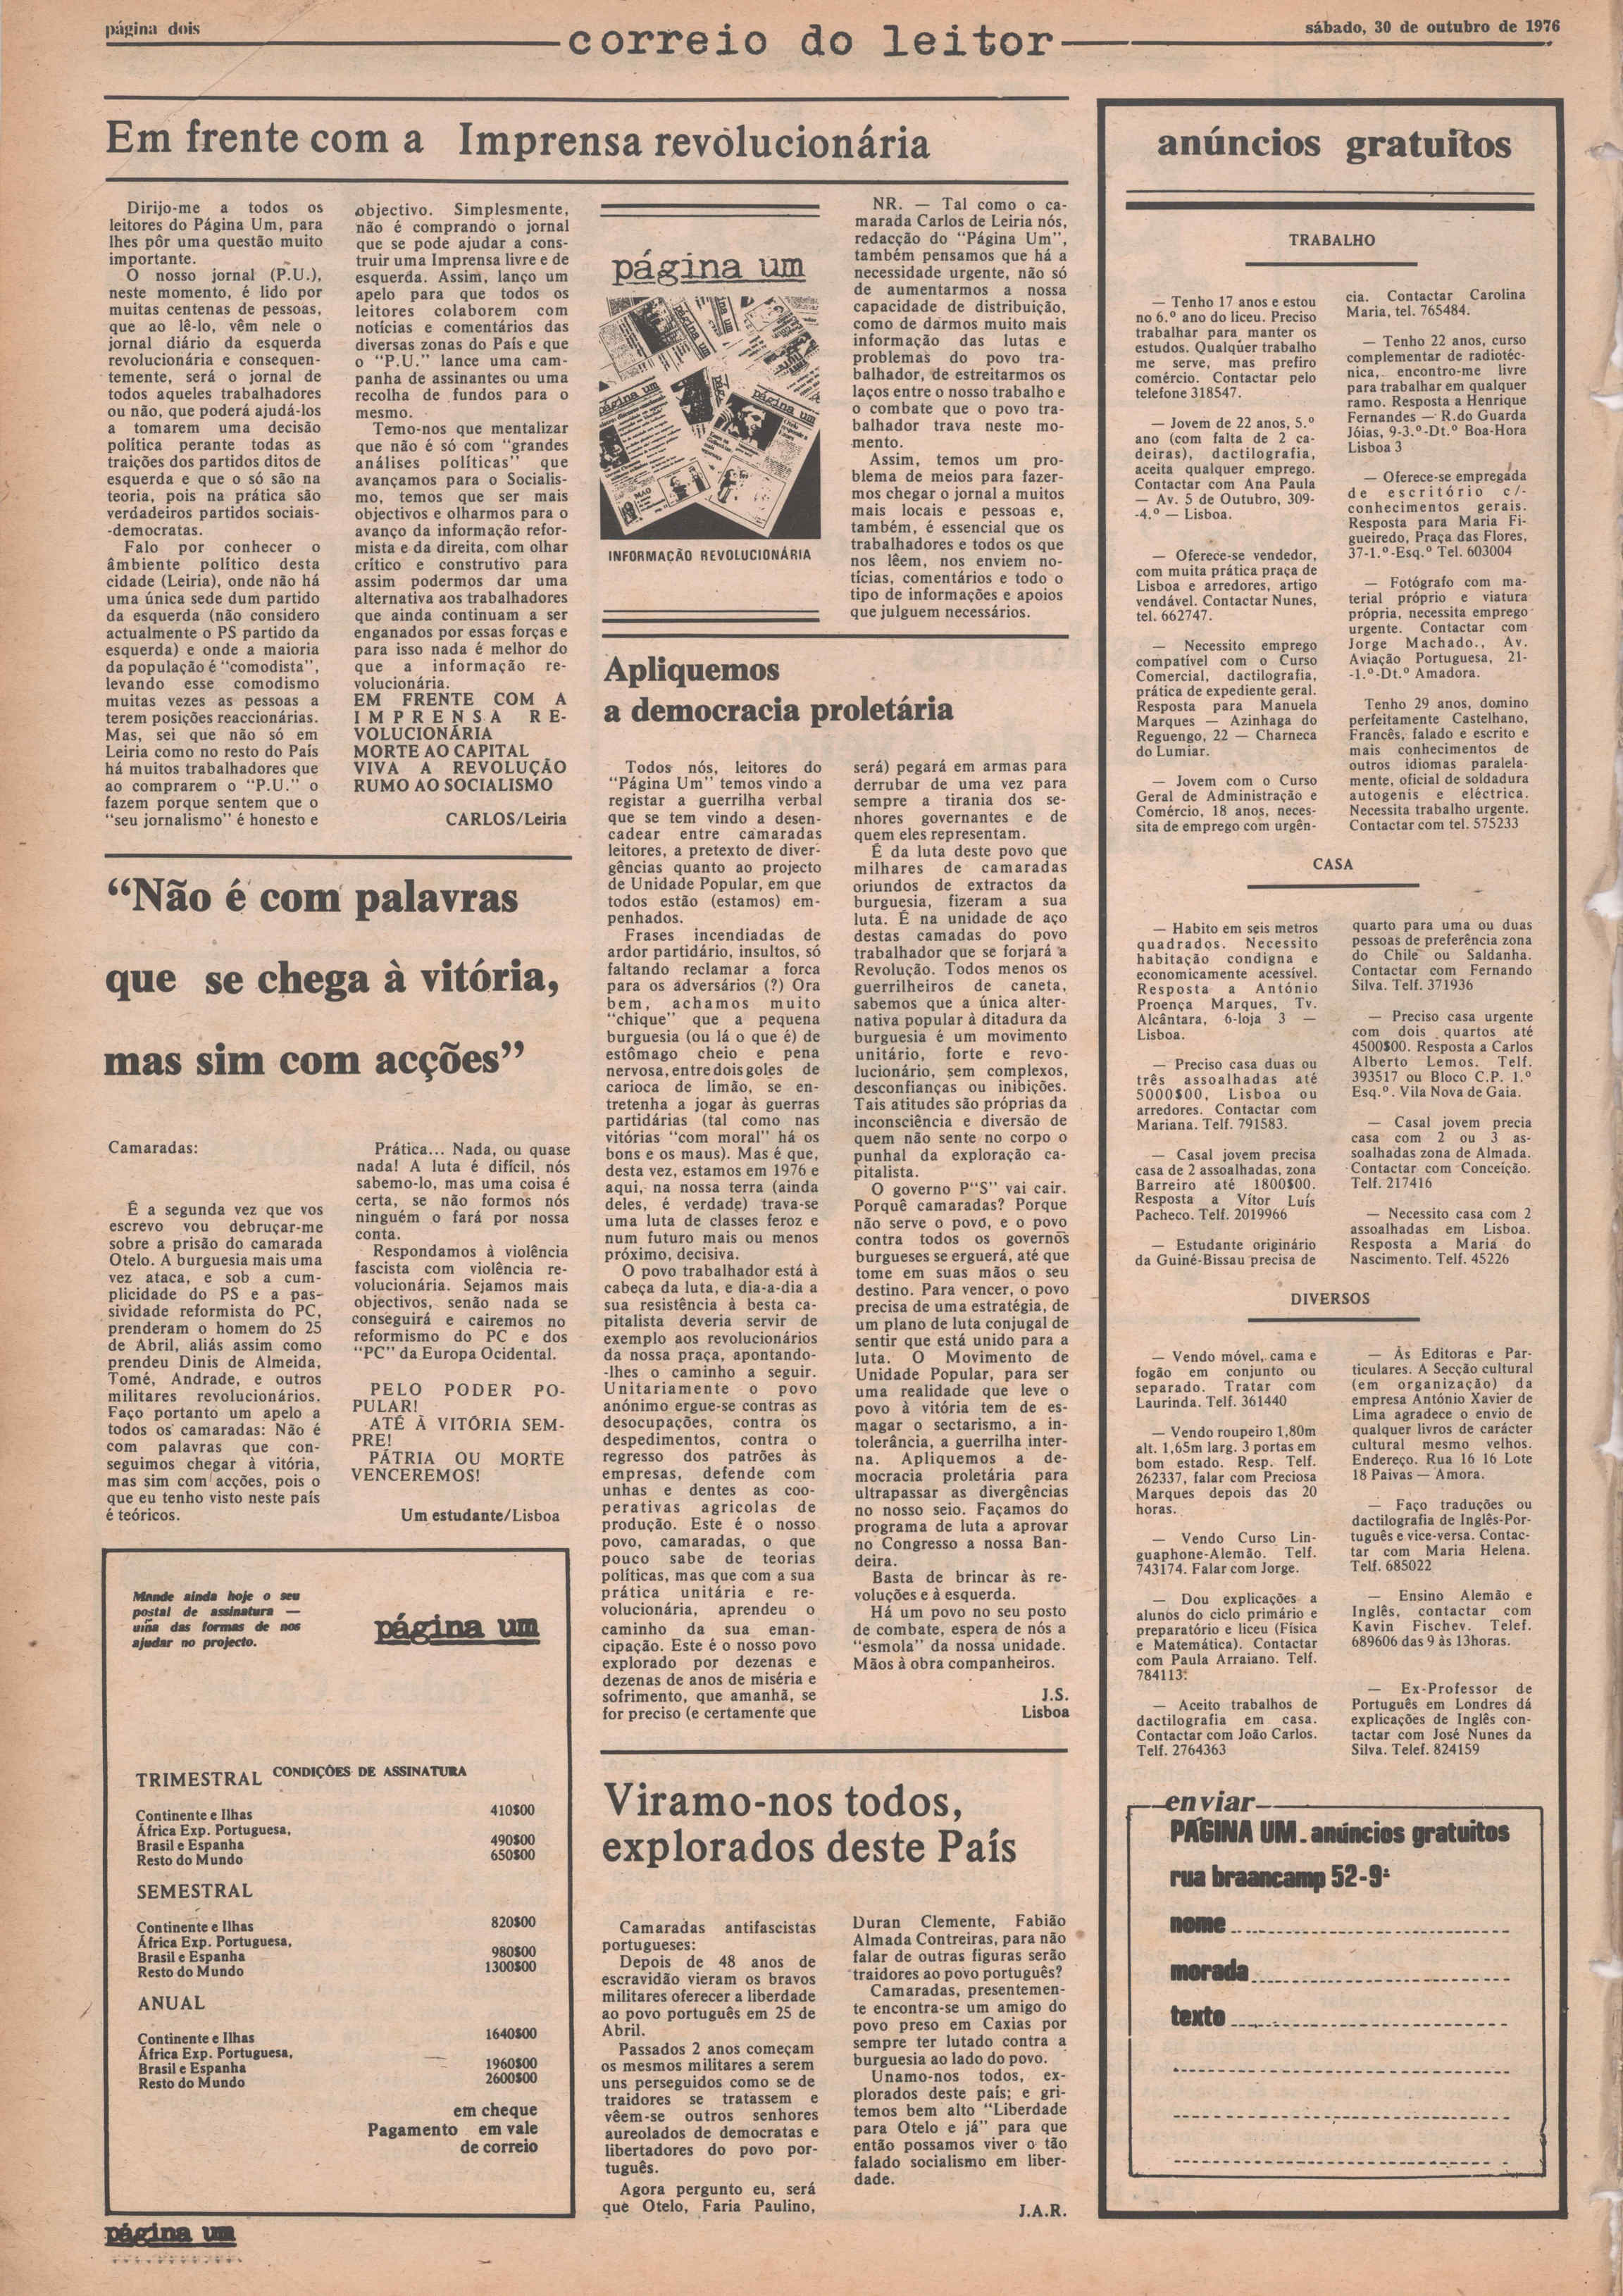 página dois
correio do leitor
sábado, 30 de outubro de 1976
Em frente com a Imprensa revolucionária
Dirijo-me a todos os
leitores do Página Um, para
lhes pôr uma questão muito
importante.
O nosso jornal (P.U.),
neste momento, é lido por
muitas centenas de pessoas,
que ao lê-lo, vêm nele o
jornal diário da esquerda
revolucionária e consequen-
temente, será o jornal de
todos aqueles trabalhadores
ou não, que poderá ajudá-los
a tomarem uma decisão
política perante todas as
traições dos partidos ditos de
esquerda e que o só são na
teoria, pois na prática são
verdadeiros partidos sociais-
-democratas.
Falo por conhecer o
âmbiente político desta
cidade (Leiria), onde não há
uma única sede dum partido
da esquerda (não considero
actualmente o PS partido da
esquerda) e onde a maioria
da população é "comodista",
levando esse comodismo
muitas vezes as pessoas a
terem posições reaccionárias.
Mas, sei que não só em
Leiria como no resto do País
há muitos trabalhadores que
ao comprarem o "P.U." o
fazem porque sentem que o
"seu jornalismo" é honesto e
objectivo. Simplesmente,
não é comprando o jornal
que se pode ajudar a cons-
truir uma Imprensa livre e de
esquerda. Assim, lanço um
apelo para que todos os
leitores colaborem com
notícias e comentários das
diversas zonas do País e que
o "P.U." lance uma cam-
panha de assinantes ou uma
recolha de fundos para o
mesmo.
Temo-nos que mentalizar
que não é só com "grandes
análises políticas" que
avançamos para o Socialis-
mo, temos que ser mais
objectivos e olharmos para o
avanço da informação refor-
mista e da direita, com olhar
crítico e construtivo para
assim podermos dar uma
alternativa aos trabalhadores
que ainda continuam a ser
enganados por essas forças e
para isso nada é melhor do
que a informação re-
volucionária.
EM FRENTE COM A
IMPRENSA RE-
VOLUCIONÁRIA
MORTE AO CAPITAL
VIVA A REVOLUÇÃO
RUMO AO SOCIALISMO
CARLOS/Leiria
página um
INFORMAÇÃO REVOLUCIONÁRIA
NR. — Tal como o ca-
marada Carlos de Leiria nós,
redacção do "Página Um",
também pensamos que há a
necessidade urgente, não só
de aumentarmos a nossa
capacidade de distribuição,
como de darmos muito mais
informação das lutas e
problemas do povo tra-
balhador, de estreitarmos os
laços entre o nosso trabalho e
o combate que o povo tra-
balhador trava neste mo-
mento.
Assim, temos um pro-
blema de meios para fazer-
mos chegar o jornal a muitos
mais locais e pessoas e,
também, é essencial que os
trabalhadores e todos os que
nos lêem, nos enviem no-
tícias, comentários e todo o
tipo de informações e apoios
que julguem necessários.
"Não é com palavras
que se chega à vitória,
mas sim com acções"
Camaradas:
É a segunda vez que vos
escrevo vou debruçar-me
sobre a prisão do camarada
Otelo. A burguesia mais uma
vez ataca, e sob a cum-
plicidade do PS e a pas-
sividade reformista do PC,
prenderam o homem do 25
de Abril, aliás assim como
prendeu Dinis de Almeida,
Tomé, Andrade, e outros
militares revolucionários.
Faço portanto um apelo a
todos os camaradas: Não é
com palavras que con-
seguimos chegar à vitória,
mas sim com acções, pois o
que eu tenho visto neste país
é teóricos.
Prática... Nada, ou quase
nada! A luta é difícil, nós
sabemo-lo, mas uma coisa é
certa, se não formos nós
ninguém o fará por nossa
conta.
Respondamos à violência
fascista com violência re-
volucionária. Sejamos mais
objectivos, senão nada se
conseguirá e cairemos no
reformismo do PC e dos
"PC" da Europa Ocidental.
PELO PODER PO-
PULAR!
ATÉ À VITÓRIA SEM-
PRE!
PÁTRIA OU MORTE
VENCEREMOS!
Um estudante/Lisboa
Mande ainda hoje o seu
postal de assinatura —
uma das formas de nos
ajudar no projecto.
página um
TRIMESTRAL CONDIÇÕES DE ASSINATURA
Continente e Ilhas 410$00
África Exp. Portuguesa,
Brasil e Espanha 490$00
Resto do Mundo 650$00
SEMESTRAL
Continente e Ilhas 820$00
África Exp. Portuguesa,
Brasil e Espanha 980$00
Resto do Mundo 1300$00
ANUAL
Continente e Ilhas 1640$00
África Exp. Portuguesa,
Brasil e Espanha 1960$00
Resto do Mundo 2600$00
em cheque
Pagamento em vale
de correio
página um
Apliquemos
a democracia proletária
Todos nós, leitores do
"Página Um" temos vindo a
registar a guerrilha verbal
que se tem vindo a desen-
cadear entre camaradas
leitores, a pretexto de diver-
gências quanto ao projecto
de Unidade Popular, em que
todos estão (estamos) em-
penhados.
Frases incendiadas de
ardor partidário, insultos, só
faltando reclamar a forca
para os adversários (?) Ora
bem, achamos muito
"chique" que a pequena
burguesia (ou lá o que é) de
estômago cheio e pena
nervosa, entre dois goles de
carioca de limão, se en-
tretenha a jogar às guerras
partidárias (tal como nas
vitórias "com moral" há os
bons e os maus). Mas é que,
desta vez, estamos em 1976 e
aqui, na nossa terra (ainda
deles, é verdade) trava-se
uma luta de classes feroz e
num futuro mais ou menos
próximo, decisiva.
O povo trabalhador está à
cabeça da luta, e dia-a-dia a
sua resistência à besta ca-
pitalista deveria servir de
exemplo aos revolucionários
da nossa praça, apontando-
-lhes o caminho a seguir.
Unitariamente o povo
anónimo ergue-se contras as
desocupações, contra os
despedimentos, contra o
regresso dos patrões às
empresas, defende com
unhas e dentes as coo-
perativas agricolas de
produção. Este é o nosso
povo, camaradas, o que
pouco sabe de teorias
políticas, mas que com a sua
prática unitária e re-
volucionária, aprendeu o
caminho da sua eman-
cipação. Este é o nosso povo
explorado por dezenas e
dezenas de anos de miséria e
sofrimento, que amanhã, se
for preciso (e certamente que
será) pegará em armas para
derrubar de uma vez para
sempre a tirania dos se-
nhores governantes e de
quem eles representam.
É da luta deste povo que
milhares de camaradas
oriundos de extractos da
burguesia, fizeram a sua
luta. É na unidade de aço
destas camadas do povo
trabalhador que se forjará a
Revolução. Todos menos os
guerrilheiros de caneta,
sabemos que a única alter-
nativa popular à ditadura da
burguesia é um movimento
unitário, forte e revo-
lucionário, sem complexos,
desconfianças ou inibições.
Tais atitudes são próprias da
inconsciência e diversão de
quem não sente no corpo o
punhal da exploração ca-
pitalista.
O governo P"S" vai cair.
Porquê camaradas? Porque
não serve o povo, e o povo
contra todos os governos
burgueses se erguerá, até que
tome em suas mãos o seu
destino. Para vencer, o povo
precisa de uma estratégia, de
um plano de luta conjugal de
sentir que está unido para a
luta. O Movimento de
Unidade Popular, para ser
uma realidade que leve o
povo à vitória tem de es-
magar o sectarismo, a in-
tolerância, a guerrilha inter-
na. Apliquemos a de-
mocracia proletária para
ultrapassar as divergências
no nosso seio. Façamos do
programa de luta a aprovar
no Congresso a nossa Ban-
deira.
Basta de brincar às re-
voluções e à esquerda.
Há um povo no seu posto
de combate, espera de nós a
"esmola" da nossa unidade.
Mãos à obra companheiros.
J.S.
Lisboa
Viramo-nos todos,
explorados deste País
Camaradas antifascistas
portugueses:
Depois de 48 anos de
escravidão vieram os bravos
militares oferecer a liberdade
ao povo português em 25 de
Abril.
Passados 2 anos começam
os mesmos militares a serem
uns perseguidos como se de
traidores se tratassem e
vêem-se outros senhores
aureolados de democratas e
libertadores do povo por-
tuguês.
Agora pergunto eu, será
que Otelo, Faria Paulino,
Duran Clemente, Fabião
Almada Contreiras, para não
falar de outras figuras serão
traidores ao povo português?
Camaradas, presentemen-
te encontra-se um amigo do
povo preso em Caxias por
sempre ter lutado contra a
burguesia ao lado do povo.
Unamo-nos todos, ex-
plorados deste país; e gri-
temos bem alto "Liberdade
para Otelo e já" para que
então possamos viver o tão
falado socialismo em liber-
dade.
J.A.R.
anúncios gratuitos
TRABALHO
— Tenho 17 anos e estou
no 6.º ano do liceu. Preciso
trabalhar para manter os
estudos. Qualquer trabalho
me serve, mas prefiro
comércio. Contactar pelo
telefone 318547.
— Jovem de 22 anos, 5.º
ano (com falta de 2 ca-
deiras), dactilografia,
aceita qualquer emprego.
Contactar com Ana Paula
— Av. 5 de Outubro, 309-
-4.º — Lisboa.
— Oferece-se vendedor,
com muita prática praça de
Lisboa e arredores, artigo
vendável. Contactar Nunes,
tel. 662747.
— Necessito emprego
compatível com o Curso
Comercial, dactilografia,
prática de expediente geral.
Resposta para Manuela
Marques — Azinhaga do
Reguengo, 22 — Charneca
do Lumiar.
— Jovem com o Curso
Geral de Administração e
Comércio, 18 anos, neces-
sita de emprego com urgên-
cia. Contactar Carolina
Maria, tel. 765484.
— Tenho 22 anos, curso
complementar de radiotéc-
nica, encontro-me livre
para trabalhar em qualquer
ramo. Resposta a Henrique
Fernandes — R.do Guarda
Jóias, 9-3.º-Dt.º Boa-Hora
Lisboa 3
— Oferece-se empregada
de escritório c/-
conhecimentos gerais.
Resposta para Maria Fi-
gueiredo, Praça das Flores,
37-1.º-Esq.º Tel. 603004
— Fotógrafo com ma-
terial próprio e viatura
própria, necessita emprego
urgente. Contactar com
Jorge Machado., Av.
Aviação Portuguesa, 21-
-1.º-Dt.º Amadora.
Tenho 29 anos, domino
perfeitamente Castelhano,
Francês, falado e escrito e
mais conhecimentos de
outros idiomas paralela-
mente, oficial de soldadura
autogenis e eléctrica.
Necessita trabalho urgente.
Contactar com tel. 575233
CASA
— Habito em seis metros
quadrados. Necessito
habitação condigna e
economicamente acessível.
Resposta a António
Proença Marques, Tv.
Alcântara, 6-loja 3 —
Lisboa.
— Preciso casa duas ou
três assoalhadas até
5000$00, Lisboa ou
arredores. Contactar com
Mariana. Telf. 791583.
— Casal jovem precisa
casa de 2 assoalhadas, zona
Barreiro até 1800$00.
Resposta a Vítor Luís
Pacheco. Telf. 2019966
— Estudante originário
da Guiné-Bissau precisa de
quarto para uma ou duas
pessoas de preferência zona
do Chile ou Saldanha.
Contactar com Fernando
Silva. Telf. 371936
— Preciso casa urgente
com dois quartos até
4500$00. Resposta a Carlos
Alberto Lemos. Telf.
393517 ou Bloco C.P. 1.º
Esq.º. Vila Nova de Gaia.
— Casal jovem precia
casa com 2 ou 3 as-
soalhadas zona de Almada.
Contactar com Conceição.
Telf. 217416
— Necessito casa com 2
assoalhadas em Lisboa.
Resposta a Maria do
Nascimento. Telf. 45226
DIVERSOS
— Vendo móvel, cama e
fogão em conjunto ou
separado. Tratar com
Laurinda. Telf. 361440
— Vendo roupeiro 1,80m
alt. 1,65m larg. 3 portas em
bom estado. Resp. Telf.
262337, falar com Preciosa
Marques depois das 20
horas.
— Vendo Curso Lin-
guaphone-Alemão. Telf.
743174. Falar com Jorge.
— Dou explicações a
alunos do ciclo primário e
preparatório e liceu (Física
e Matemática). Contactar
com Paula Arraiano. Telf.
784113.
— Aceito trabalhos de
dactilografia em casa.
Contactar com João Carlos.
Telf. 2764363
— Às Editoras e Par-
ticulares. A Secção cultural
(em organização) da
empresa António Xavier de
Lima agradece o envio de
qualquer livros de carácter
cultural mesmo velhos.
Endereço. Rua 16 16 Lote
18 Paivas — Amora.
— Faço traduções ou
dactilografia de Inglês-Por-
tuguês e vice-versa. Contac-
tar com Maria Helena.
Telf. 685022
— Ensino Alemão e
Inglês, contactar com
Kavin Fischev. Telef.
689606 das 9 às 13horas.
— Ex-Professor de
Português em Londres dá
explicações de Inglês con-
tactar com José Nunes da
Silva. Telef. 824159
enviar
PÁGINA UM. anúncios gratuitos
rua braancamp 52-9º
nome
morada
texto